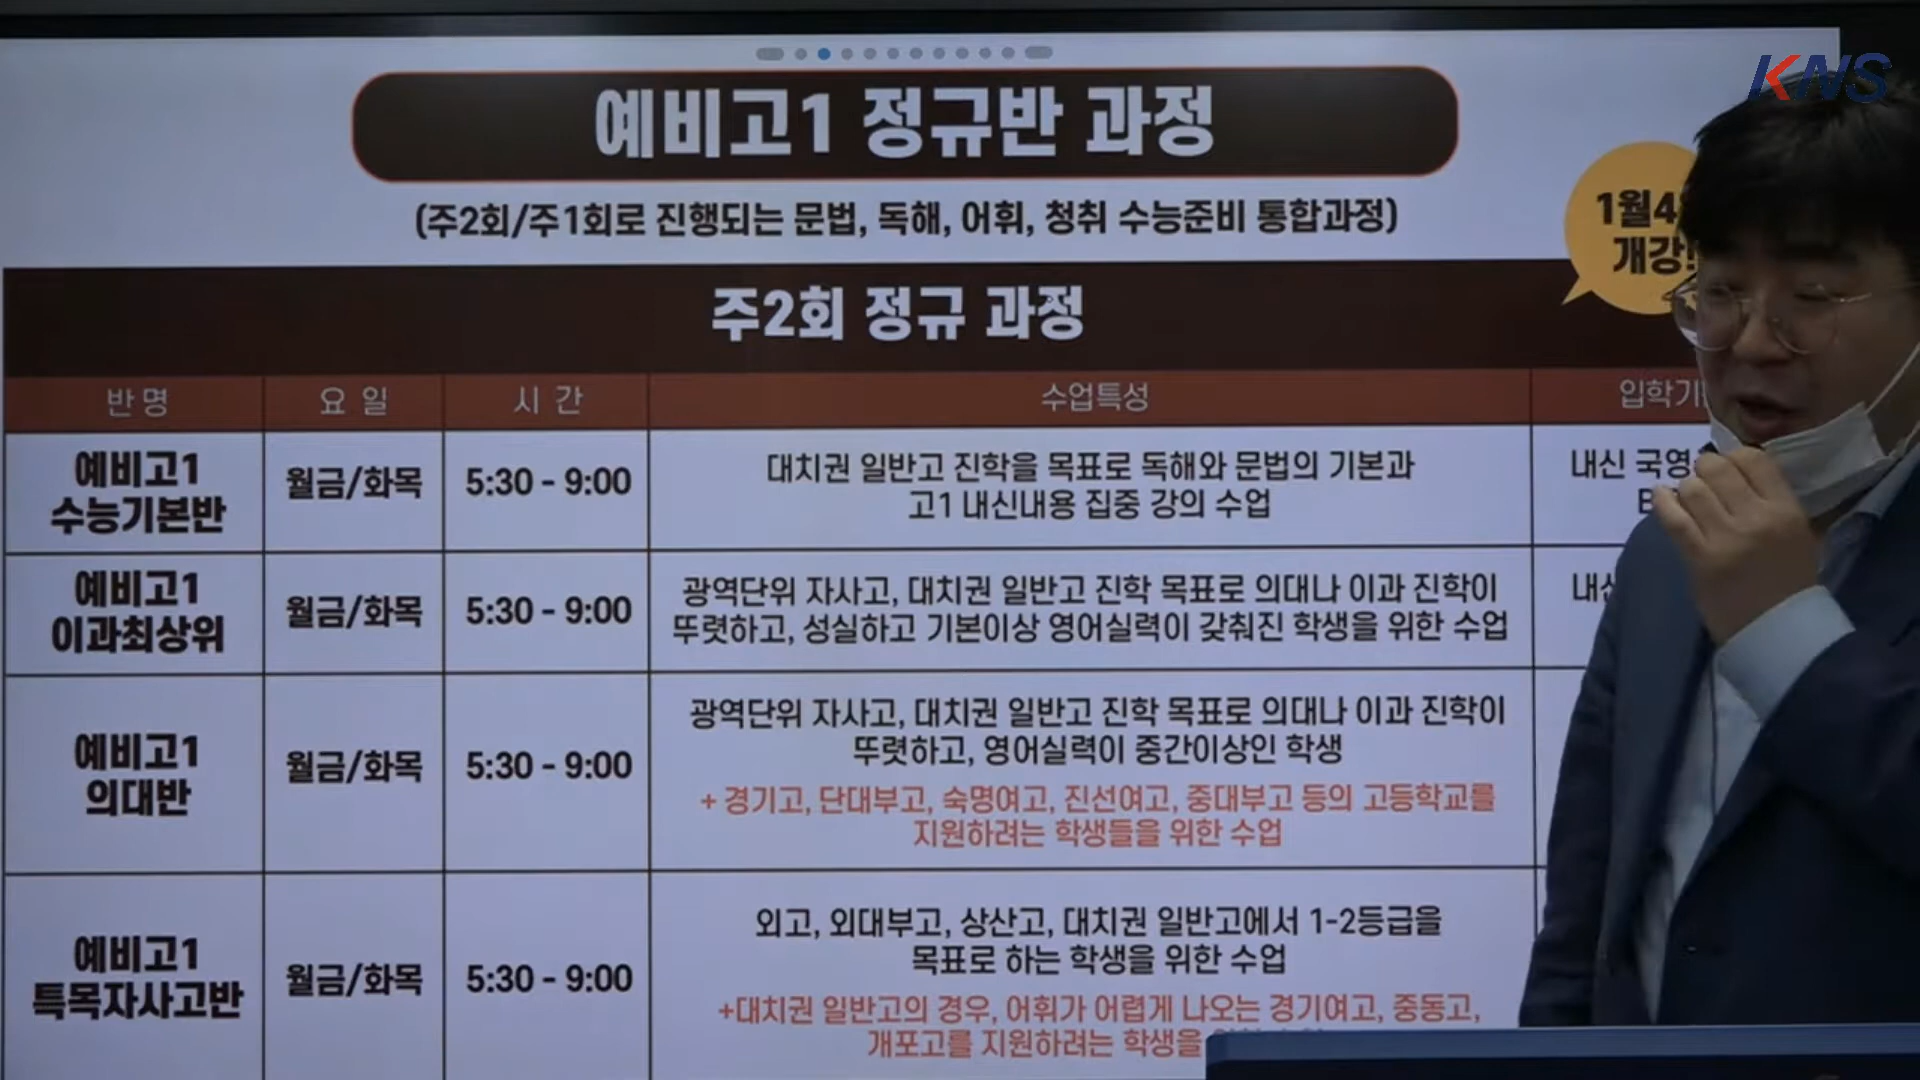 KNS
예비고1 정규반 과정
(주2회/주1회로 진행되는 문법, 독해, 어휘, 청취 수능준비 통합과정)
1월4
개강!
주2회 정규 과정
반명 요일 시간 수업특성
예비고1
수능기본반
월금/화목
5:30 - 9:00
대치권 일반고 진학을 목표로 독해와 문법의 기본과
고1 내신내용 집중 강의 수업
내신 국영
예비고1
이과최상위
월금/화목
5:30 - 9:00
광역단위 자사고, 대치권 일반고 진학 목표로 의대나 이과 진학이
뚜렷하고, 성실하고 기본이상 영어실력이 갖춰진 학생을 위한 수업
예비고1
의대반
월금/화목
5:30 - 9:00
광역단위 자사고, 대치권 일반고 진학 목표로 의대나 이과 진학이
뚜렷하고, 영어실력이 중간이상인 학생
+ 경기고, 단대부고, 숙명여고, 진선여고, 중대부고 등의 고등학교를
지원하려는 학생들을 위한 수업
예비고1
특목자사고반
월금/화목
5:30 - 9:00
외고, 외대부고, 상산고, 대치권 일반고에서 1-2등급을
목표로 하는 학생을 위한 수업
+대치권 일반고의 경우, 어휘가 어렵게 나오는 경기여고, 중동고,
개포고를 지원하려는 학생을